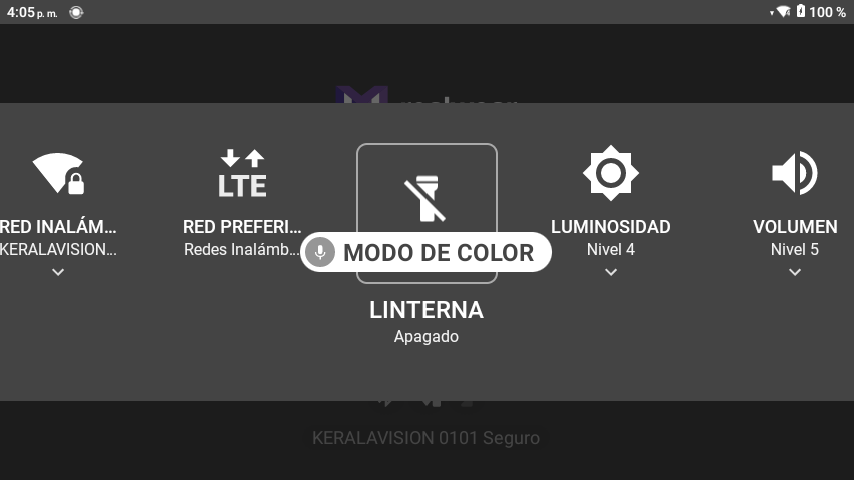 4:05 p. m.
100 %
RED INALÁM...
KERALAVISION...
RED PREFERI...
Redes Inalámb...
LTE
LUMINOSIDAD
Nivel 4
VOLUMEN
Nivel 5
MODO DE COLOR
LINTERNA
Apagado
KERALAVISION 0101 Seguro